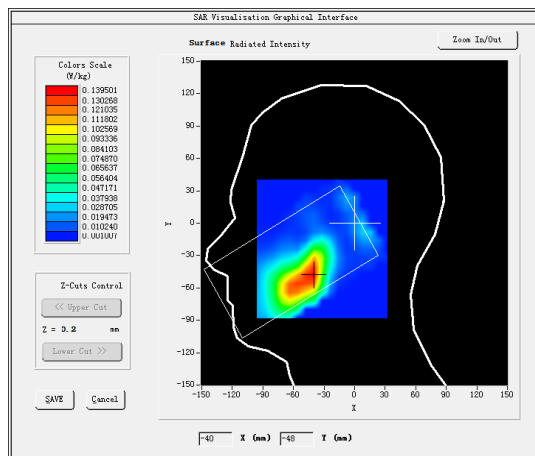 SAR Visualisation Graphical Interface
Surface Radiated Intensity
Zoom In/Out
Colors Scale
(W/kg)
0.139501
0.130268
0.121035
0.111802
0.102569
0.093336
0.084103
0.074870
0.065637
0.056404
0.047171
0.037938
0.028705
0.019473
0.010240
0.001007
150
120
90
60
30
0
-30
-60
-90
-120
-150
Y
-150 -120 -90 -60 -30 0 30 60 90 120 150
X
Z-Cuts Control
<< Upper Cut
Z = 0.2 mm
Lower Cut >>
SAVE Cancel
-40 X (mm) -48 Y (mm)